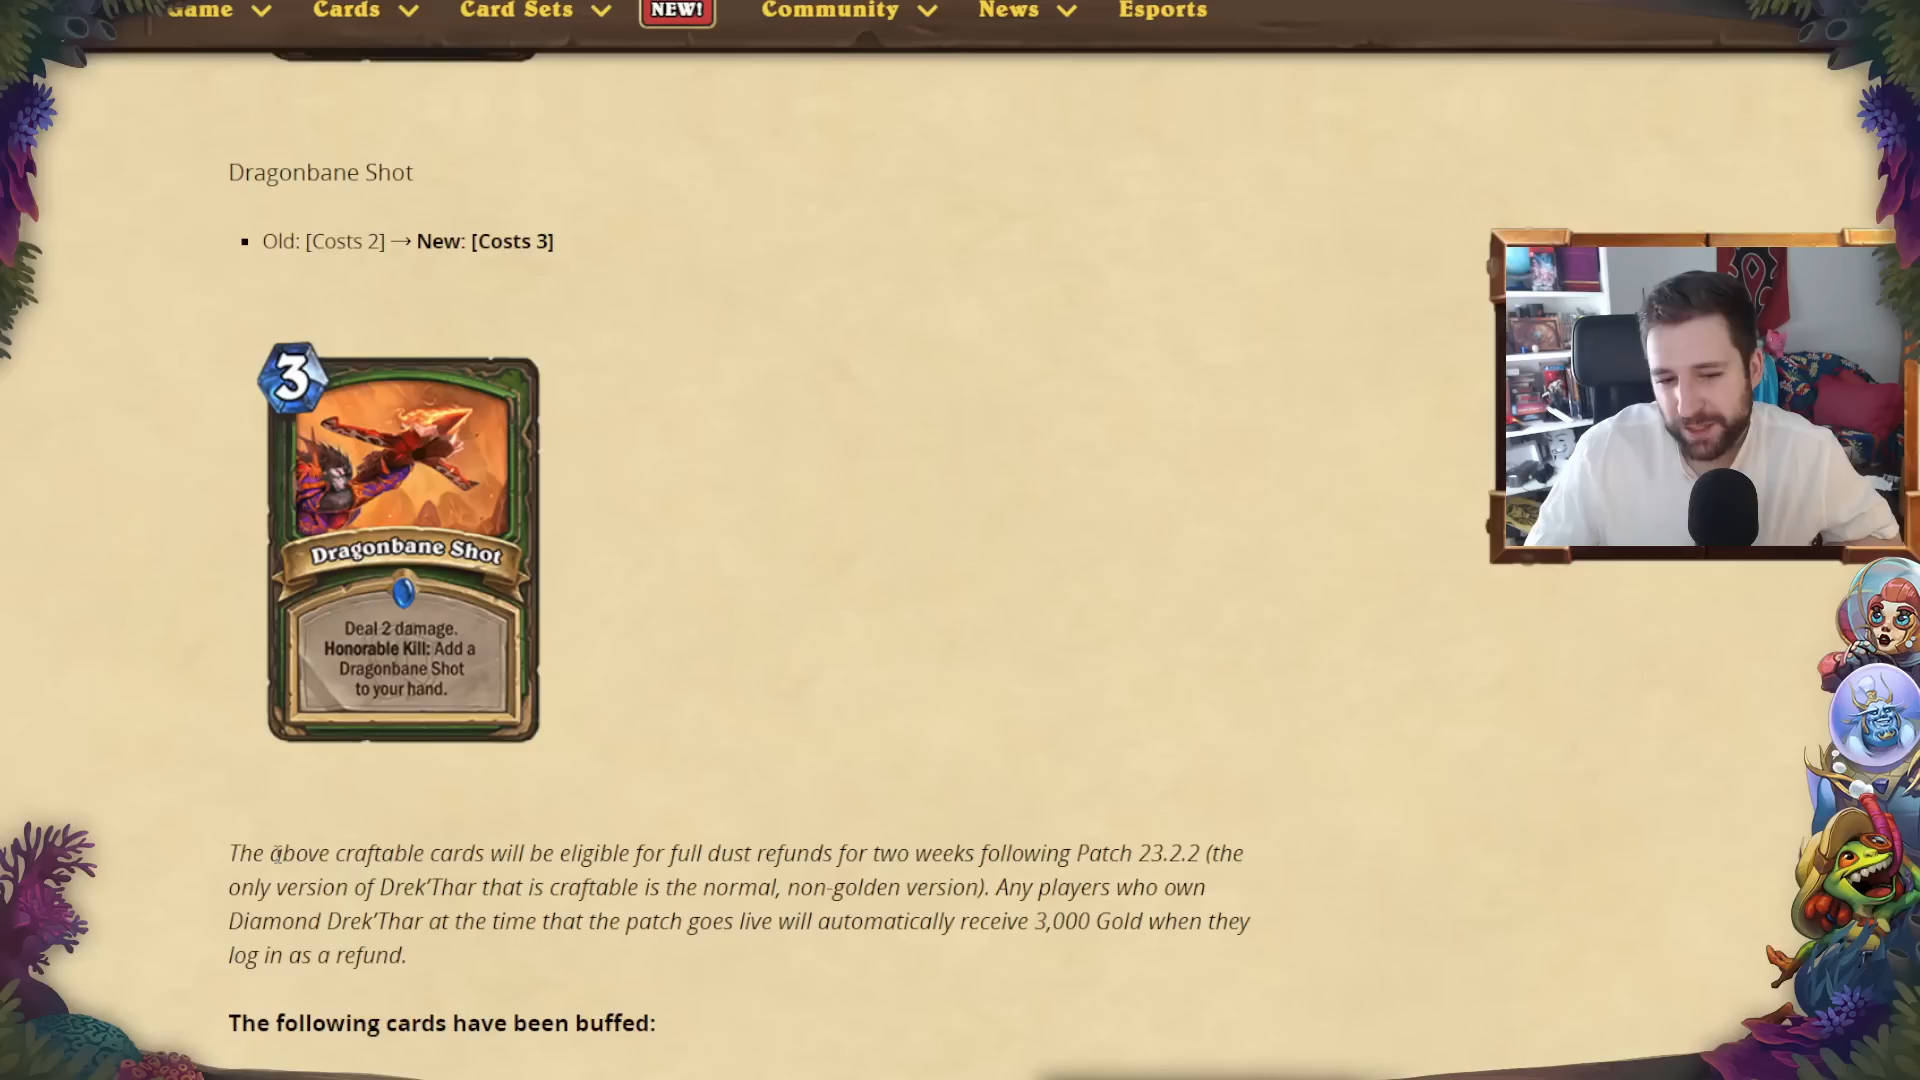 Game Cards Card Sets NEW! Community News Esports
Dragonbane Shot
▪ Old: [Costs 2] → New: [Costs 3]
3
Dragonbane Shot
Deal 2 damage.
Honorable Kill: Add a
Dragonbane Shot
to your hand.
The above craftable cards will be eligible for full dust refunds for two weeks following Patch 23.2.2 (the
only version of Drek’Thar that is craftable is the normal, non-golden version). Any players who own
Diamond Drek’Thar at the time that the patch goes live will automatically receive 3,000 Gold when they
log in as a refund.
The following cards have been buffed: